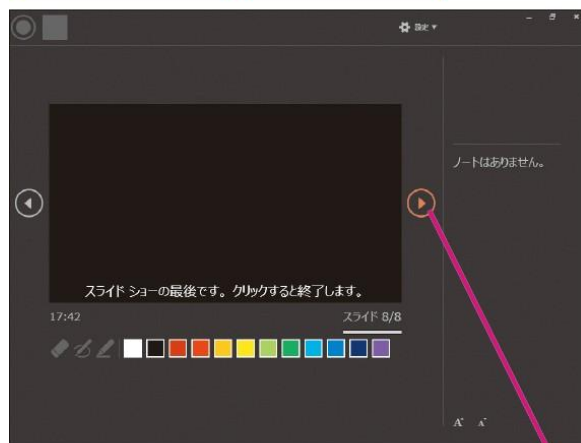 設定
ノートはありません。
スライド ショーの最後です。クリックすると終了します。
17:42
スライド 8/8
A A